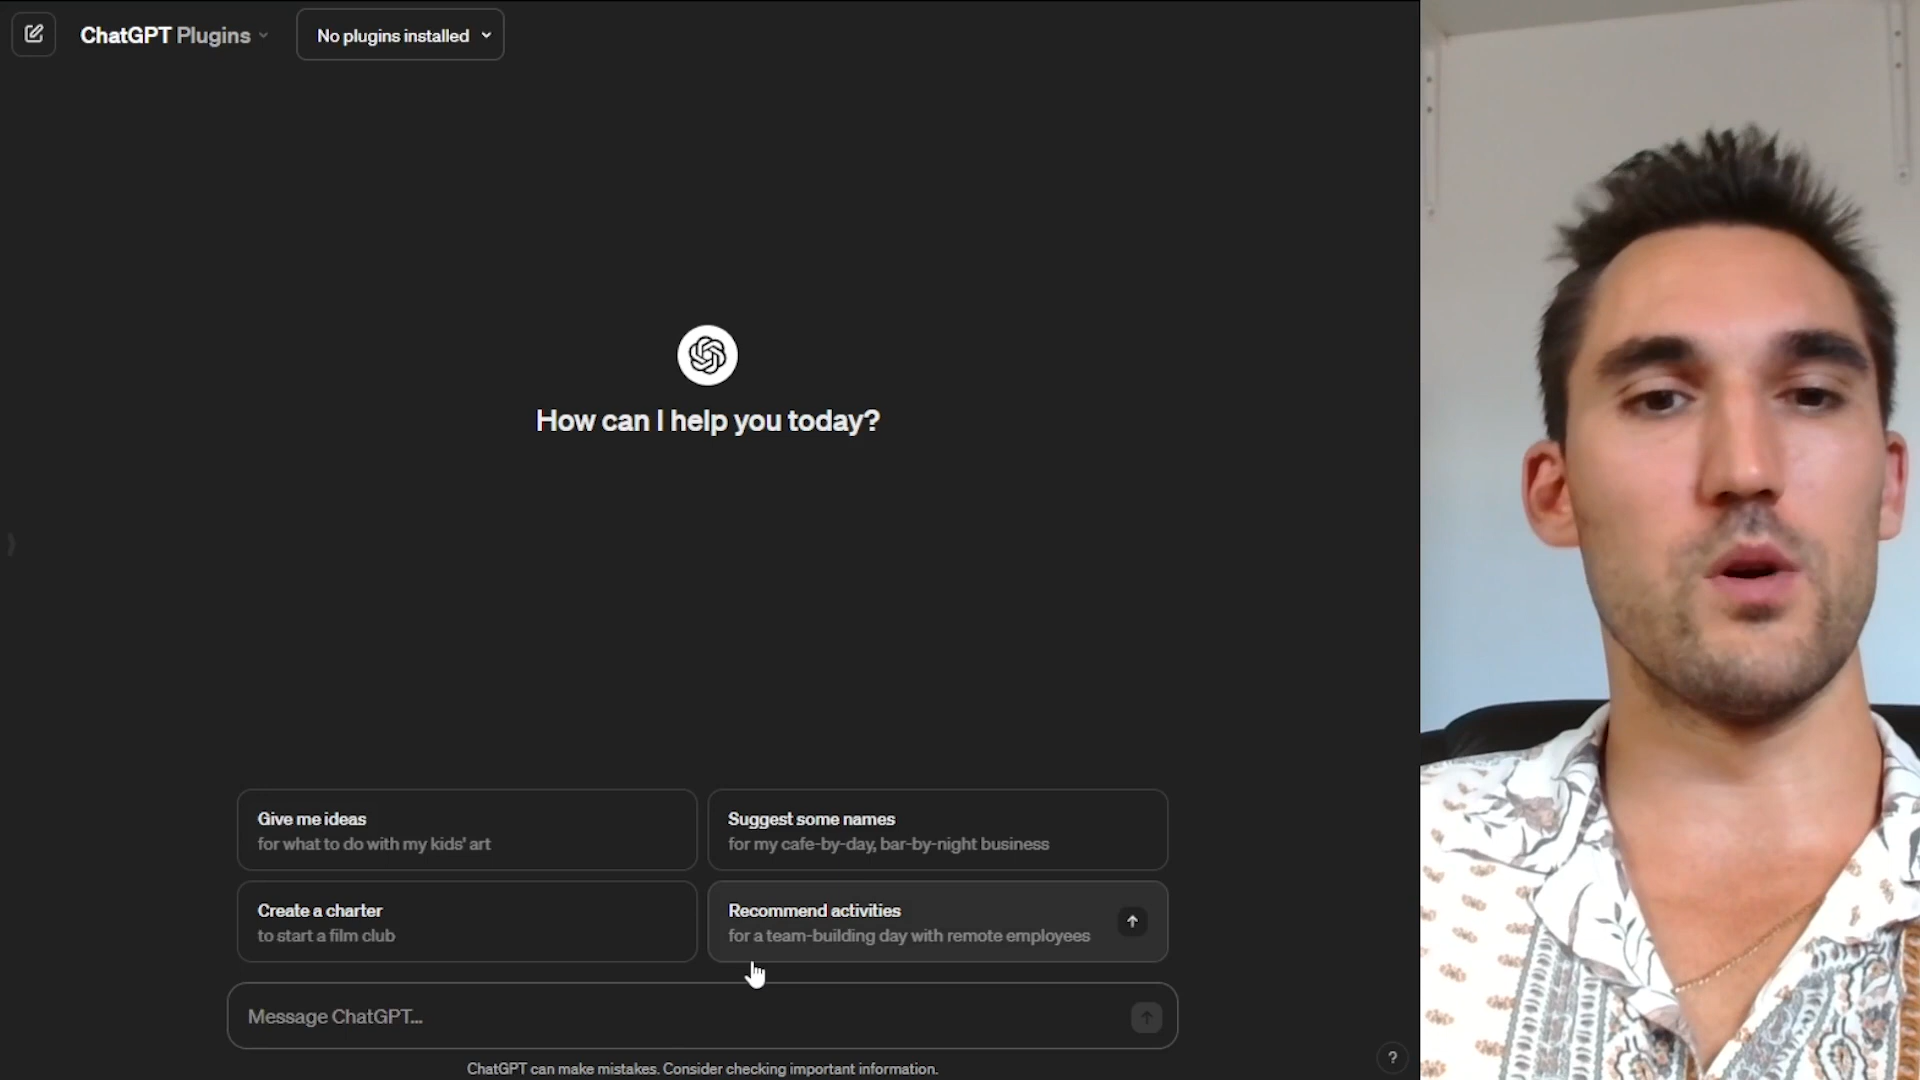 ChatGPT Plugins
No plugins installed
How can I help you today?
Give me ideas
for what to do with my kids' art
Suggest some names
for my cafe-by-day, bar-by-night business
Create a charter
to start a film club
Recommend activities
for a team-building day with remote employees
Message ChatGPT...
ChatGPT can make mistakes. Consider checking important information.
?